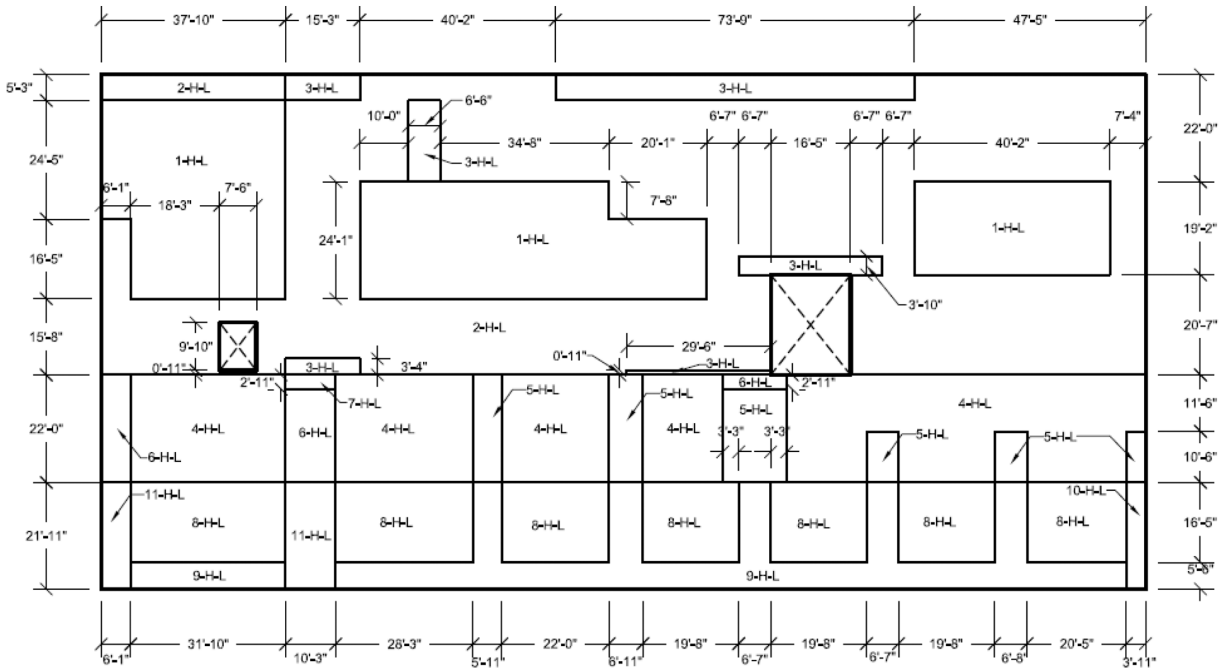 37'-10" 15'-3" 40'-2" 73'-9" 47'-5"
5'-3" 2-H-L 3-H-L 3-H-L
10'-0" 6'-6" 6'-7" 6'-7" 6'-7" 6'-7" 7'-4"
34'-8" 20'-1" 16'-5" 40'-2" 22'-0"
24'-5" 1-H-L 3-H-L
6'-1" 7'-6"
18'-3" 7'-8"
24'-1" 1-H-L 1-H-L 19'-2"
16'-5" 3-H-L
3'-10"
2-H-L
15'-8" 9'-10" 29'-6" 20'-7"
0'-11" 3-H-L 3'-4" 0'-11" 3-H-L
2'-11" 7-H-L 5-H-L 5-H-L 6-H-L 2'-11"
4-H-L 6-H-L 4-H-L 4-H-L 4-H-L 5-H-L 4-H-L 11'-6"
22'-0" 3'-3" 3'-3" 5-H-L 5-H-L
6-H-L 10'-6"
11-H-L 10-H-L
8-H-L 11-H-L 8-H-L 8-H-L 8-H-L 8-H-L 8-H-L 8-H-L 16'-5"
21'-11"
9-H-L 9-H-L 5'-6"
6'-1" 31'-10" 10'-3" 28'-3" 5'-11" 22'-0" 6'-11" 19'-8" 6'-7" 19'-8" 6'-7" 19'-8" 6'-8" 20'-5" 3'-11"